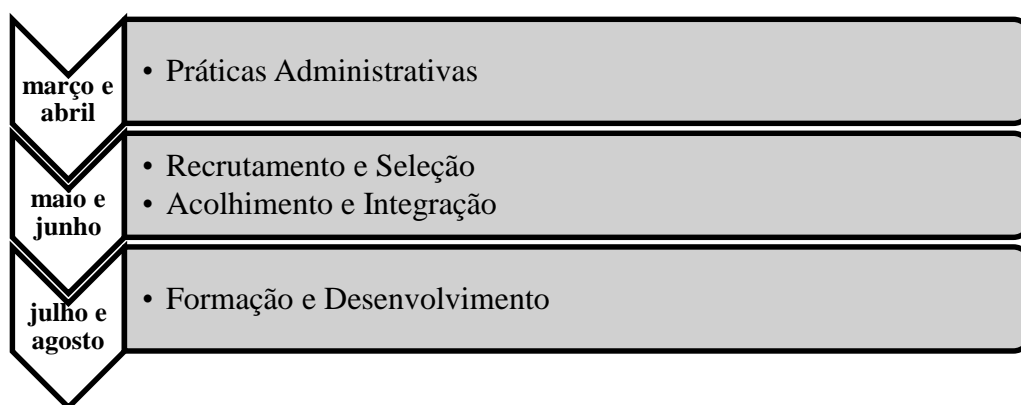 março e
abril
• Práticas Administrativas
maio e
junho
• Recrutamento e Seleção
• Acolhimento e Integração
julho e
agosto
• Formação e Desenvolvimento